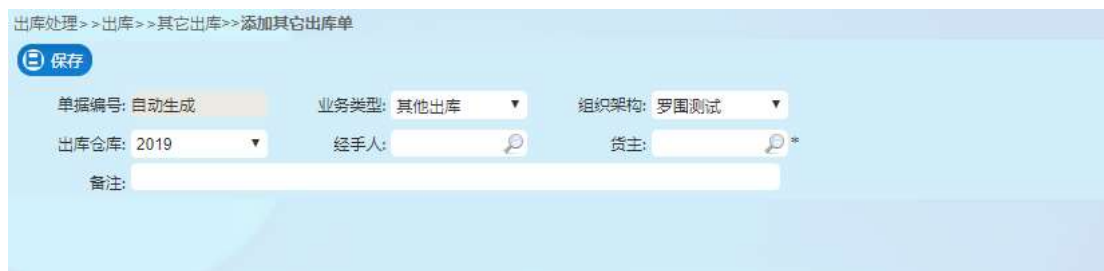 出库处理>>出库>>其它出库>>添加其它出库单
保存
单据编号: 自动生成 业务类型: 其他出库 组织架构: 罗围测试
出库仓库: 2019 经手人: 货主: *
备注: